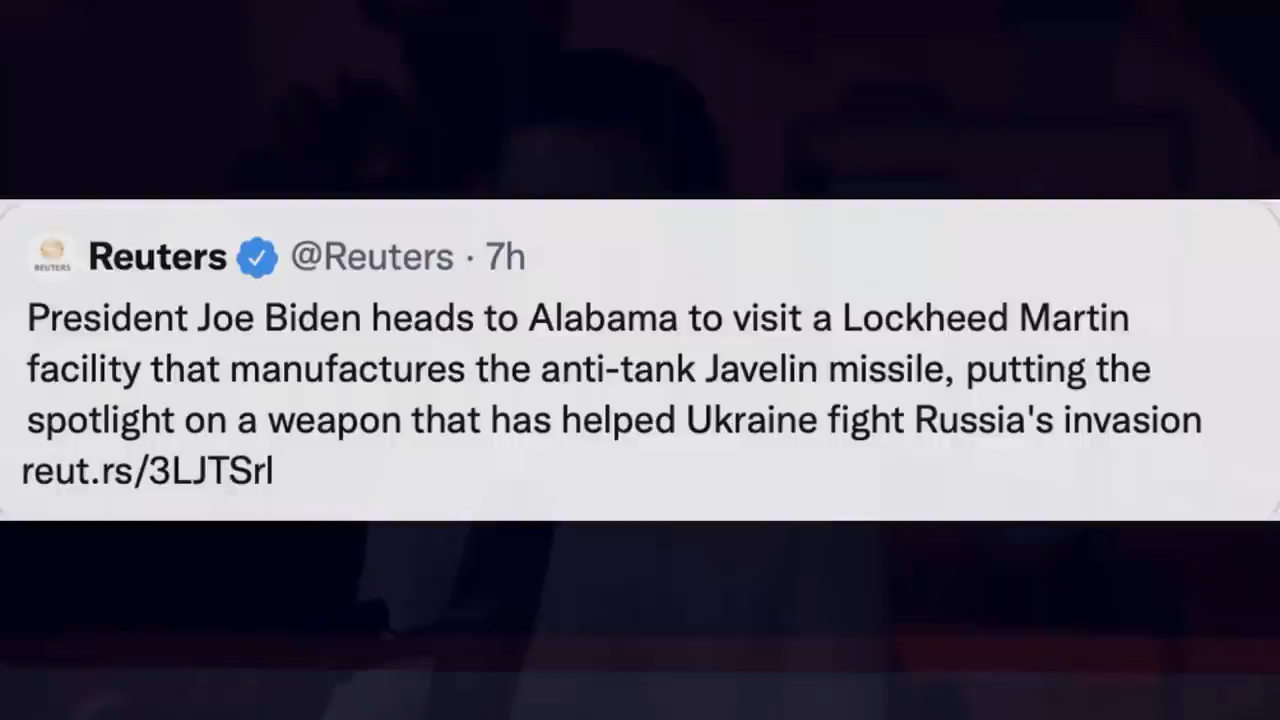 Reuters @Reuters · 7h
REUTERS
President Joe Biden heads to Alabama to visit a Lockheed Martin
facility that manufactures the anti-tank Javelin missile, putting the
spotlight on a weapon that has helped Ukraine fight Russia's invasion
reut.rs/3LJTSrl